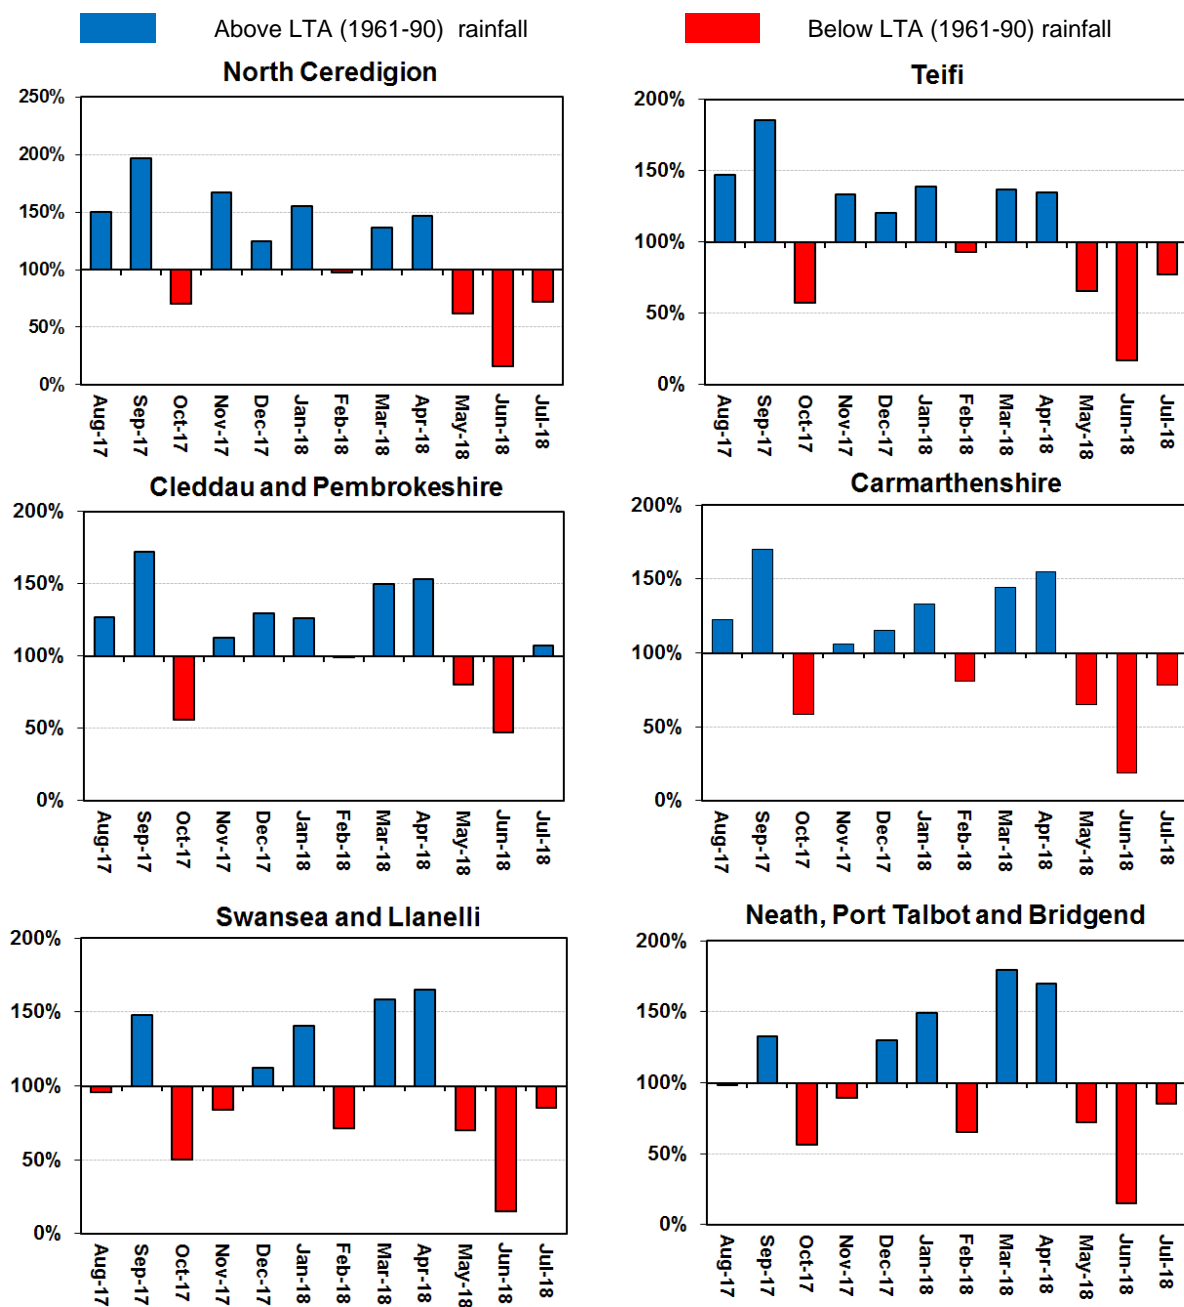 Above LTA (1961-90) rainfall
Below LTA (1961-90) rainfall
North Ceredigion
250%
200%
150%
100%
50%
0%
Aug-17
Sep-17
Oct-17
Nov-17
Dec-17
Jan-18
Feb-18
Mar-18
Apr-18
May-18
Jun-18
Jul-18
Teifi
200%
150%
100%
50%
0%
Aug-17
Sep-17
Oct-17
Nov-17
Dec-17
Jan-18
Feb-18
Mar-18
Apr-18
May-18
Jun-18
Jul-18
Cleddau and Pembrokeshire
200%
150%
100%
50%
0%
Aug-17
Sep-17
Oct-17
Nov-17
Dec-17
Jan-18
Feb-18
Mar-18
Apr-18
May-18
Jun-18
Jul-18
Carmarthenshire
200%
150%
100%
50%
0%
Aug-17
Sep-17
Oct-17
Nov-17
Dec-17
Jan-18
Feb-18
Mar-18
Apr-18
May-18
Jun-18
Jul-18
Swansea and Llanelli
200%
150%
100%
50%
0%
Aug-17
Sep-17
Oct-17
Nov-17
Dec-17
Jan-18
Feb-18
Mar-18
Apr-18
May-18
Jun-18
Jul-18
Neath, Port Talbot and Bridgend
200%
150%
100%
50%
0%
Aug-17
Sep-17
Oct-17
Nov-17
Dec-17
Jan-18
Feb-18
Mar-18
Apr-18
May-18
Jun-18
Jul-18